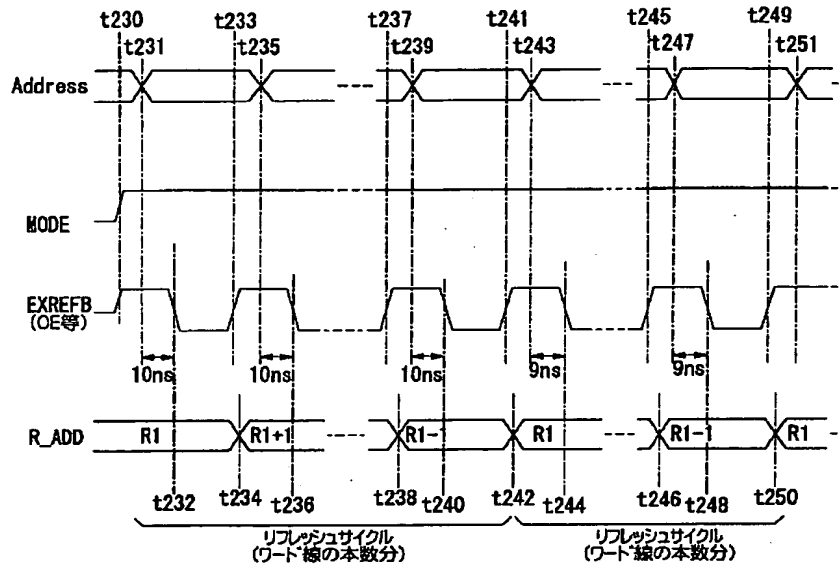 t230 t233 t237 t241 t245 t249
t231 t235 t239 t243 t247 t251
Address
MODE
EXREFB
(OE等)
10ns 10ns 10ns 9ns 9ns
R_ADD R1 R1+1 R1-1 R1 R1-1 R1
t232 t234 t236 t238 t240 t242 t244 t246 t248 t250
リフレッシュサイクル リフレッシュサイクル
(ワード線の本数分) (ワード線の本数分)